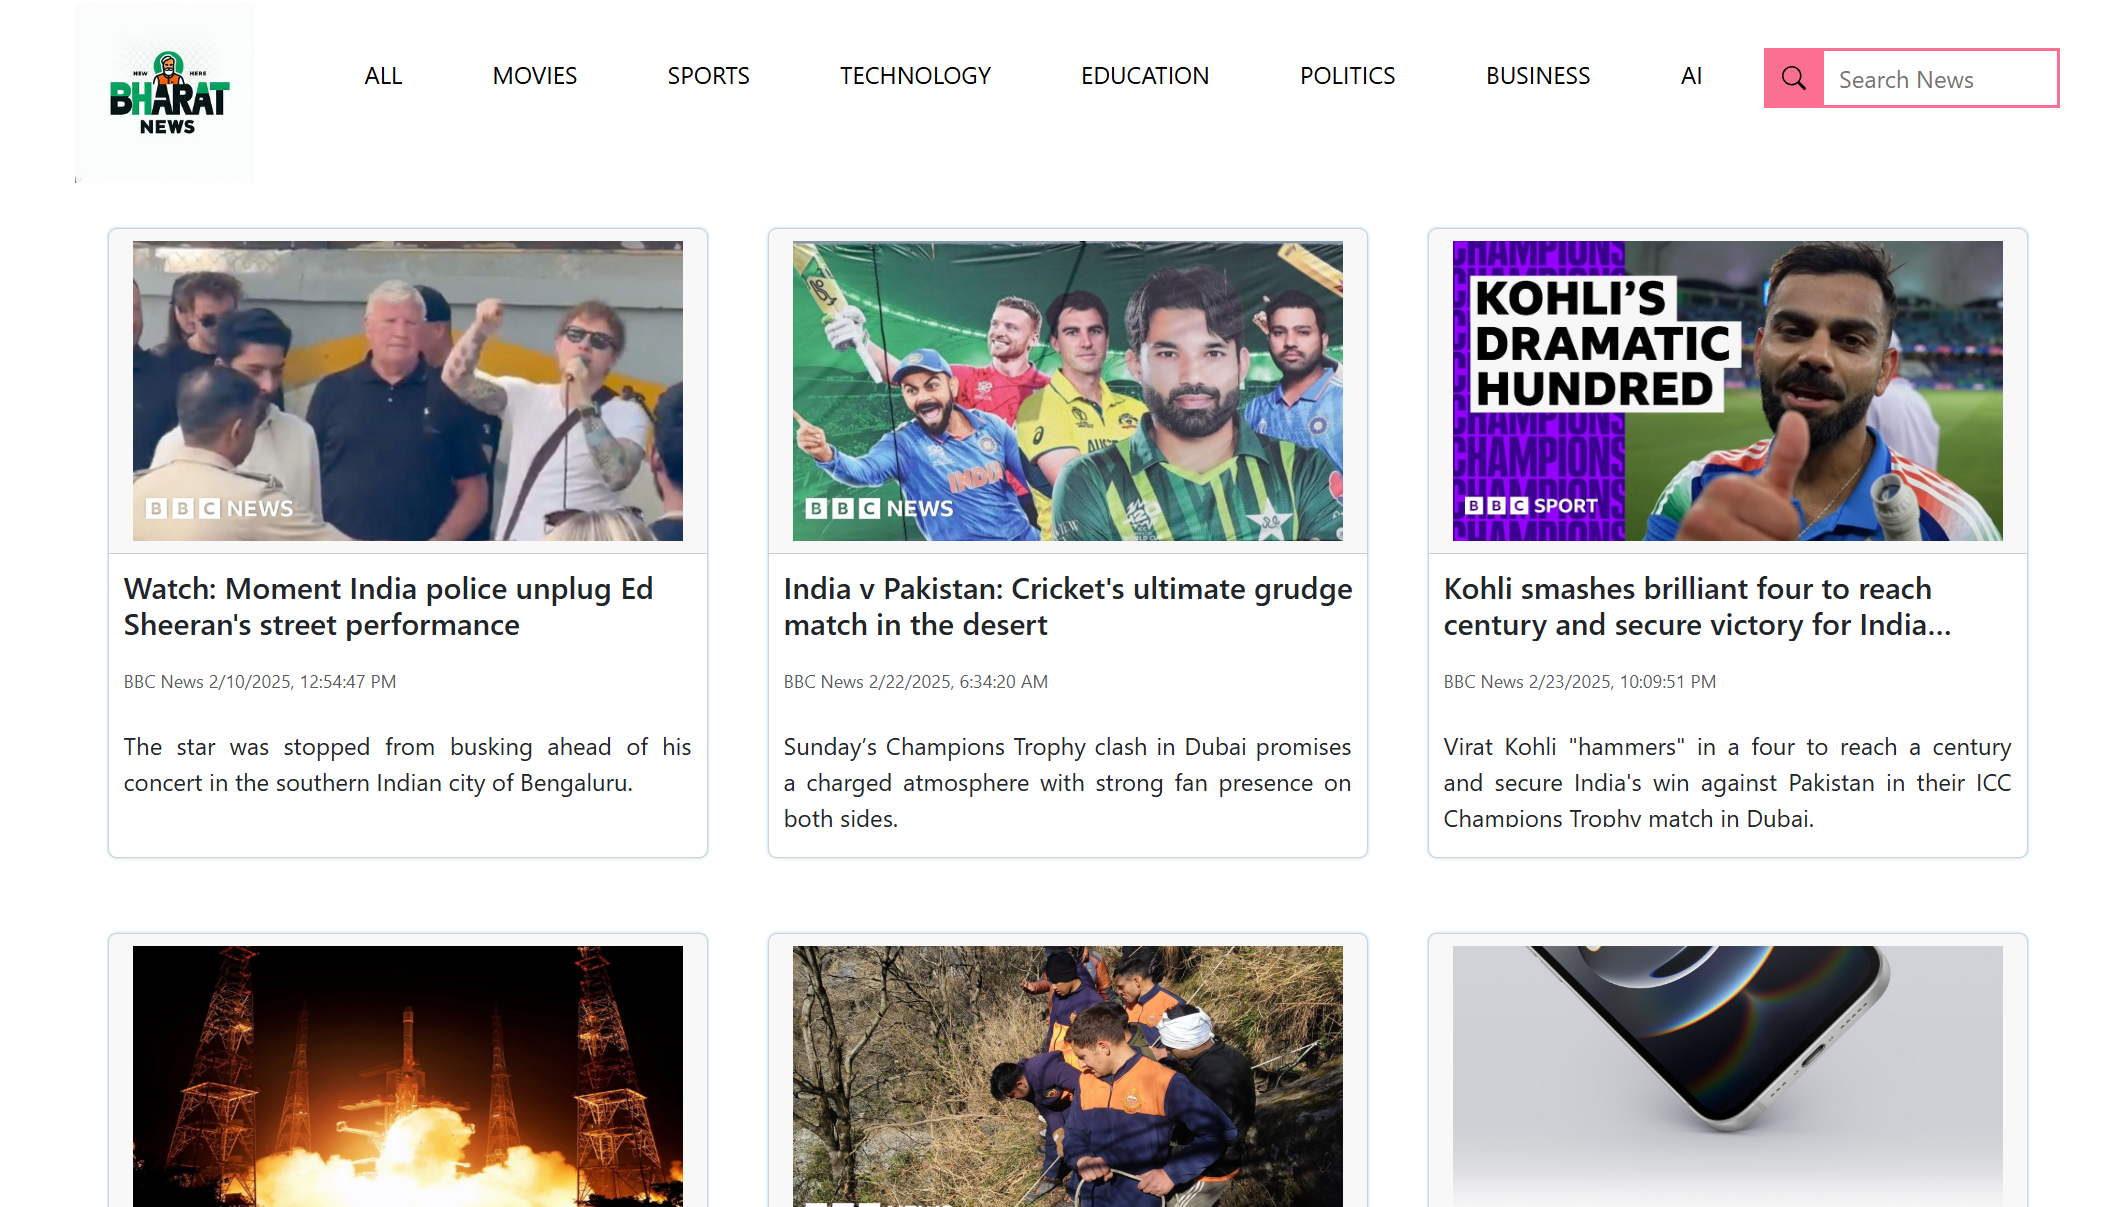 NEW HERE
BHARAT
NEWS
ALL
MOVIES
SPORTS
TECHNOLOGY
EDUCATION
POLITICS
BUSINESS
AI
Search News
BBC NEWS
INDIA
BBC NEWS
CHAMPIONS
KOHLI'S
DRAMATIC
HUNDRED
CHAMPIONS
BBC SPORT
Watch: Moment India police unplug Ed
Sheeran's street performance
BBC News 2/10/2025, 12:54:47 PM
The star was stopped from busking ahead of his
concert in the southern Indian city of Bengaluru.
India v Pakistan: Cricket's ultimate grudge
match in the desert
BBC News 2/22/2025, 6:34:20 AM
Sunday’s Champions Trophy clash in Dubai promises
a charged atmosphere with strong fan presence on
both sides.
Kohli smashes brilliant four to reach
century and secure victory for India...
BBC News 2/23/2025, 10:09:51 PM
Virat Kohli "hammers" in a four to reach a century
and secure India's win against Pakistan in their ICC
Champions Trophy match in Dubai.